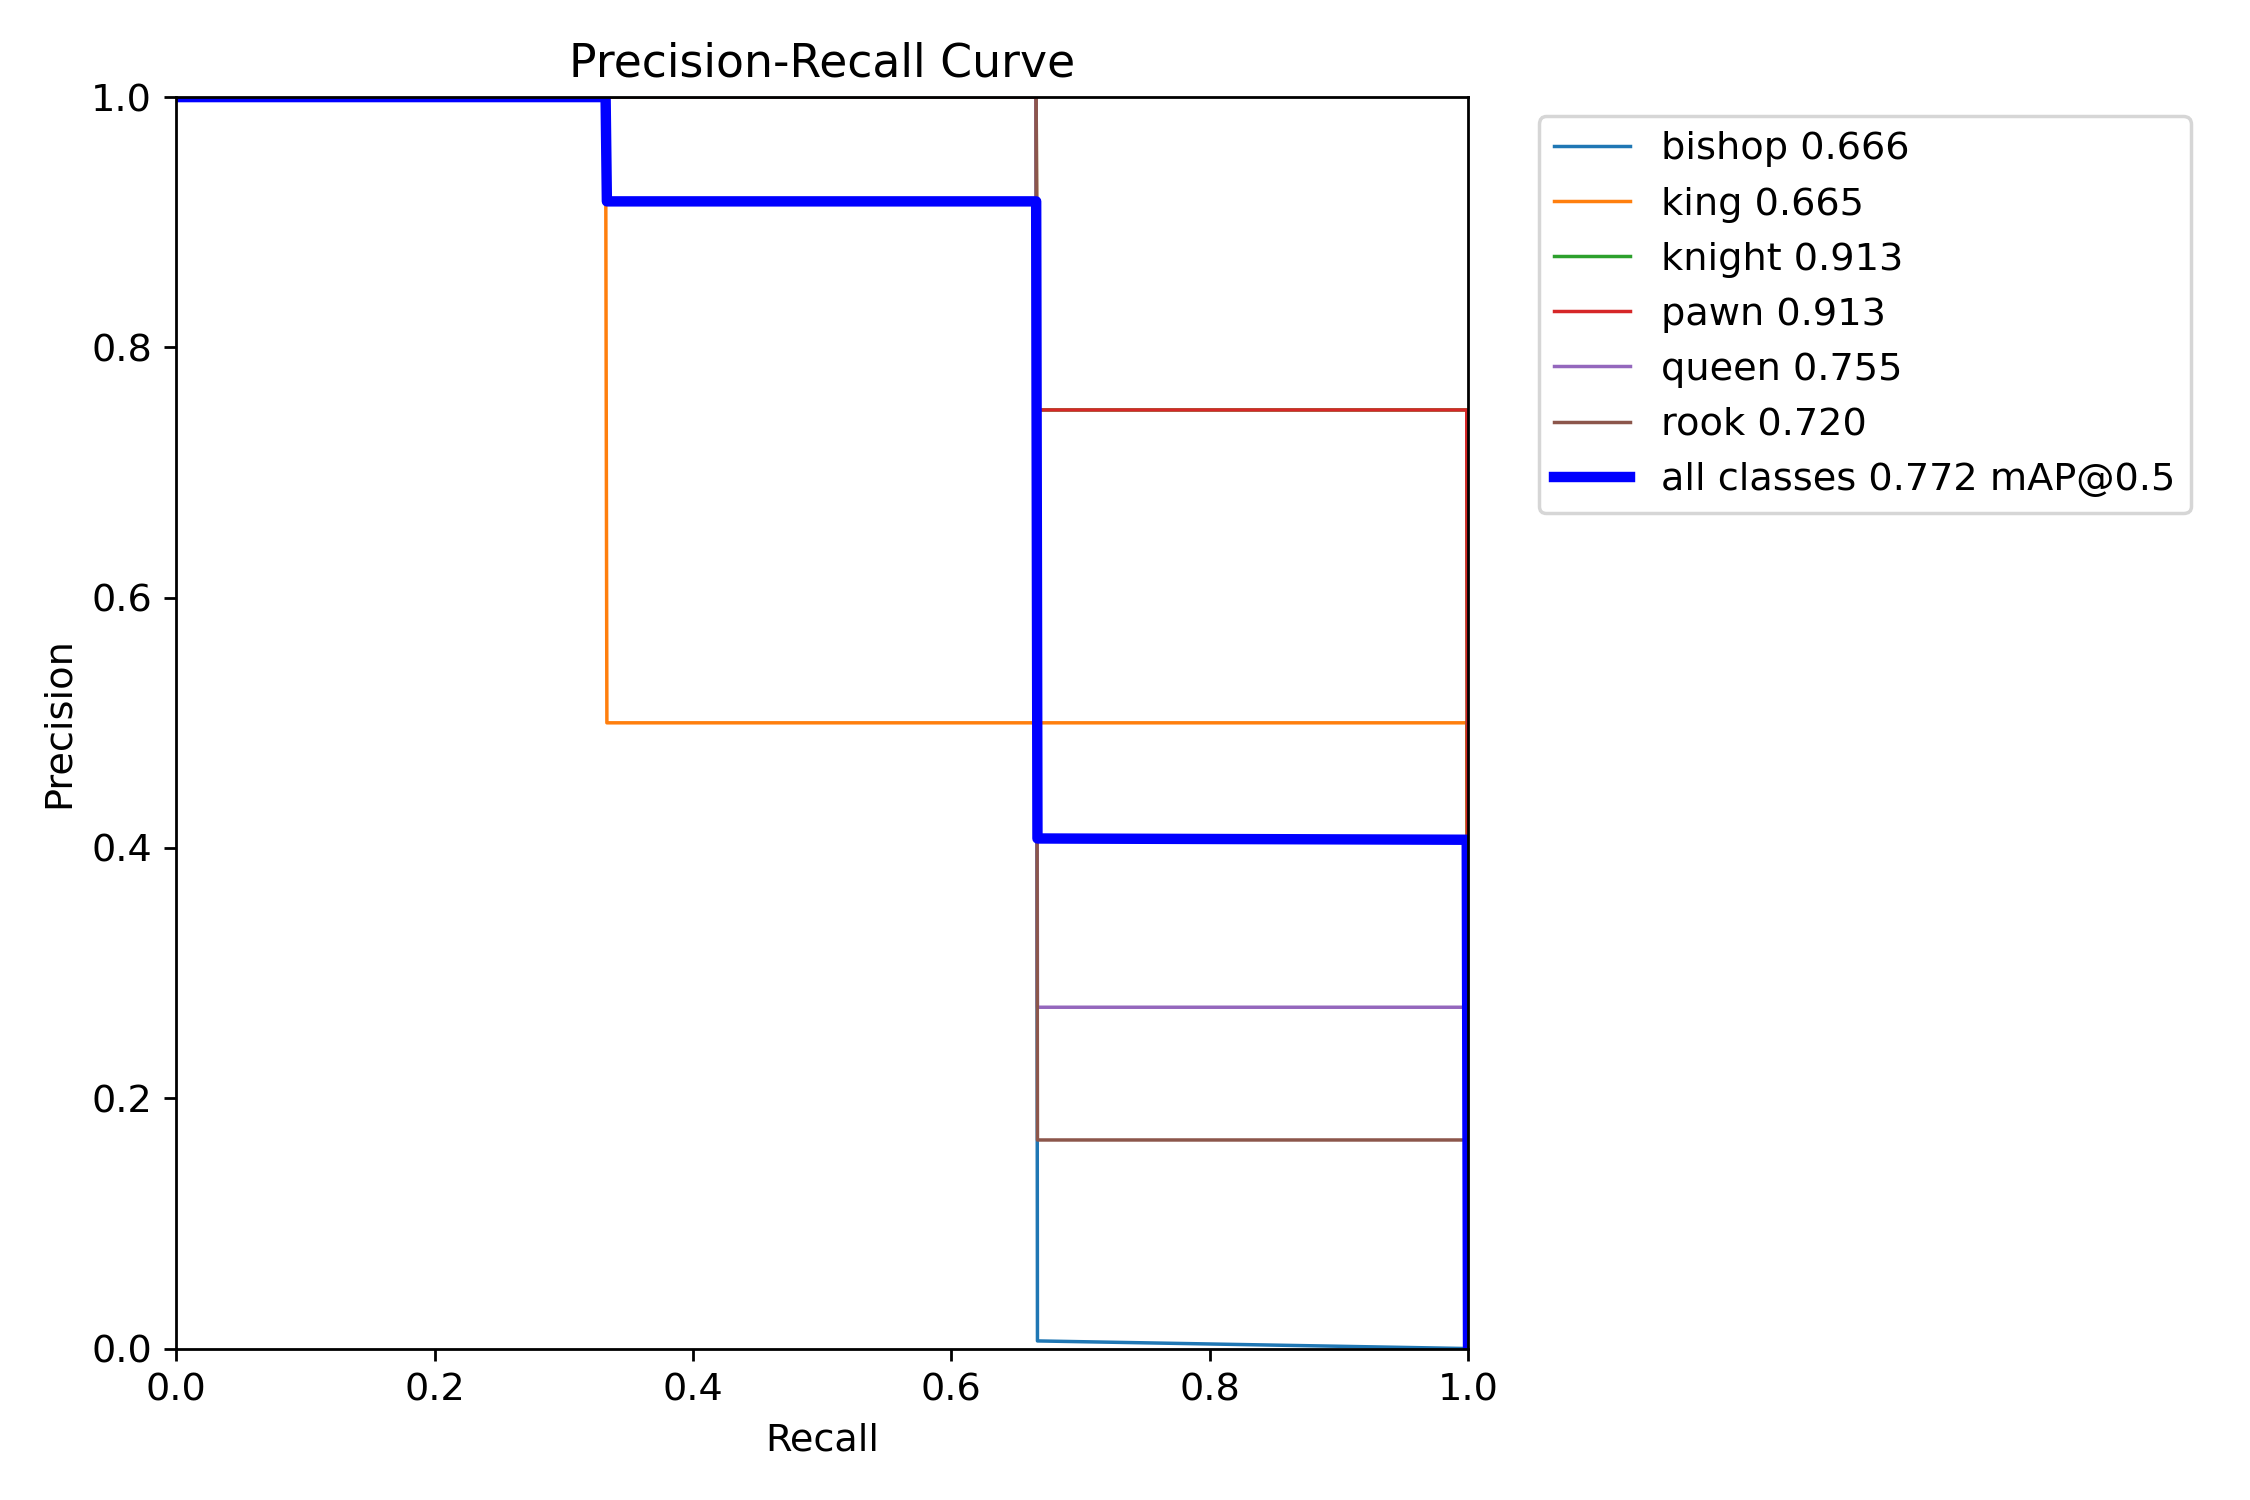 Precision-Recall Curve
1.0
0.8
0.6
0.4
0.2
0.0
Precision
0.0 0.2 0.4 0.6 0.8 1.0
Recall
bishop 0.666
king 0.665
knight 0.913
pawn 0.913
queen 0.755
rook 0.720
all classes 0.772 mAP@0.5